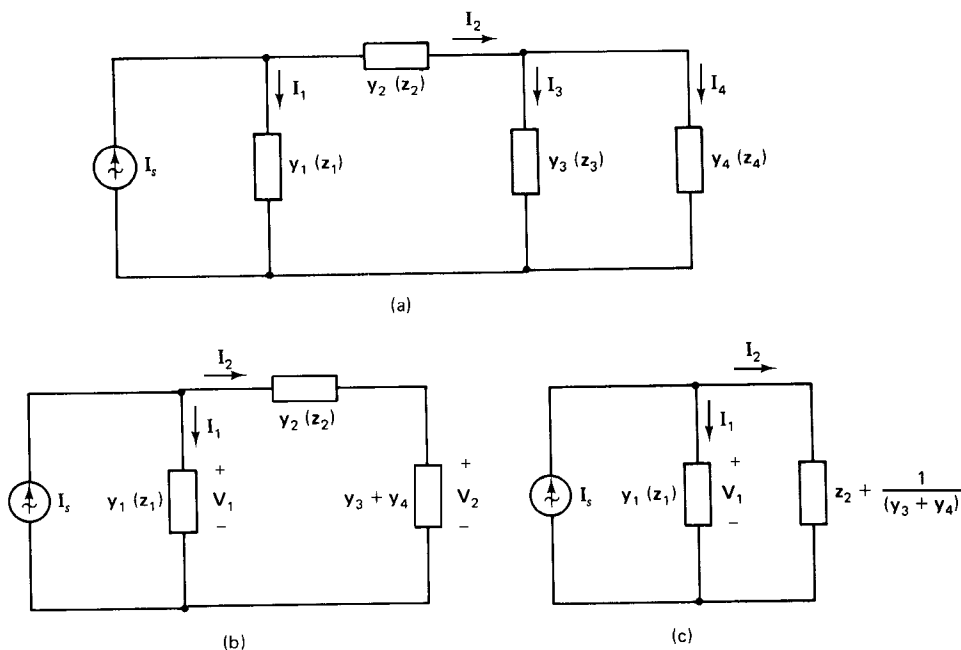 I₂
y₂ (z₂)
I₁
I₃
I₄
Iₛ
y₁ (z₁)
y₃ (z₃)
y₄ (z₄)
(a)
I₂
y₂ (z₂)
I₁
+
+
Iₛ
y₁ (z₁)
V₁
y₃ + y₄
V₂
−
−
(b)
I₂
I₁
+
Iₛ
y₁ (z₁)
V₁
z₂ + 1/(y₃ + y₄)
−
(c)